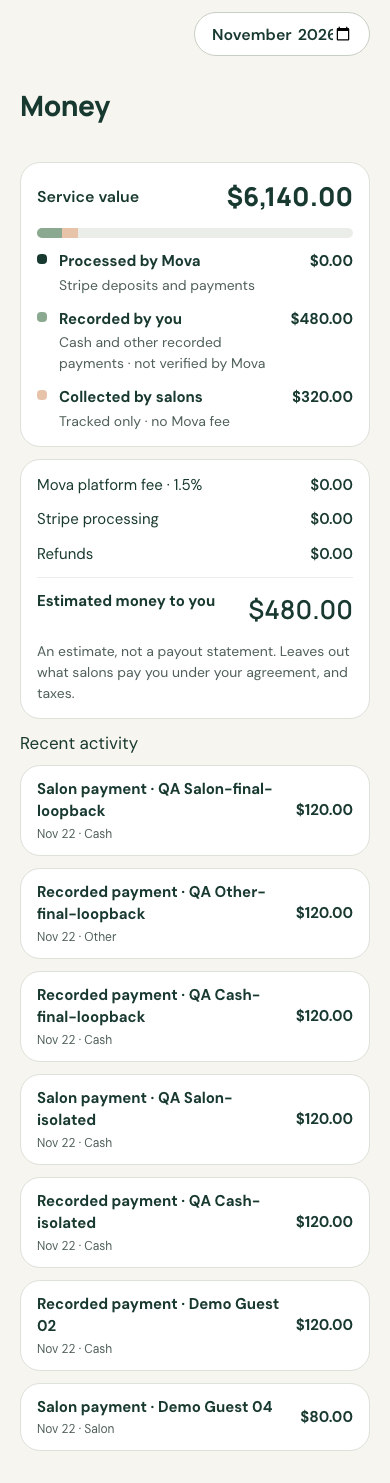 November 2026
Money
Service value $6,140.00
Processed by Mova $0.00
Stripe deposits and payments
Recorded by you $480.00
Cash and other recorded
payments · not verified by Mova
Collected by salons $320.00
Tracked only · no Mova fee
Mova platform fee · 1.5% $0.00
Stripe processing $0.00
Refunds $0.00
Estimated money to you $480.00
An estimate, not a payout statement. Leaves out
what salons pay you under your agreement, and
taxes.
Recent activity
Salon payment · QA Salon-final-
loopback
$120.00
Nov 22 · Cash
Recorded payment · QA Other-
final-loopback
$120.00
Nov 22 · Other
Recorded payment · QA Cash-
final-loopback
$120.00
Nov 22 · Cash
Salon payment · QA Salon-
isolated
$120.00
Nov 22 · Cash
Recorded payment · QA Cash-
isolated
$120.00
Nov 22 · Cash
Recorded payment · Demo Guest
02
$120.00
Nov 22 · Cash
Salon payment · Demo Guest 04
$80.00
Nov 22 · Salon